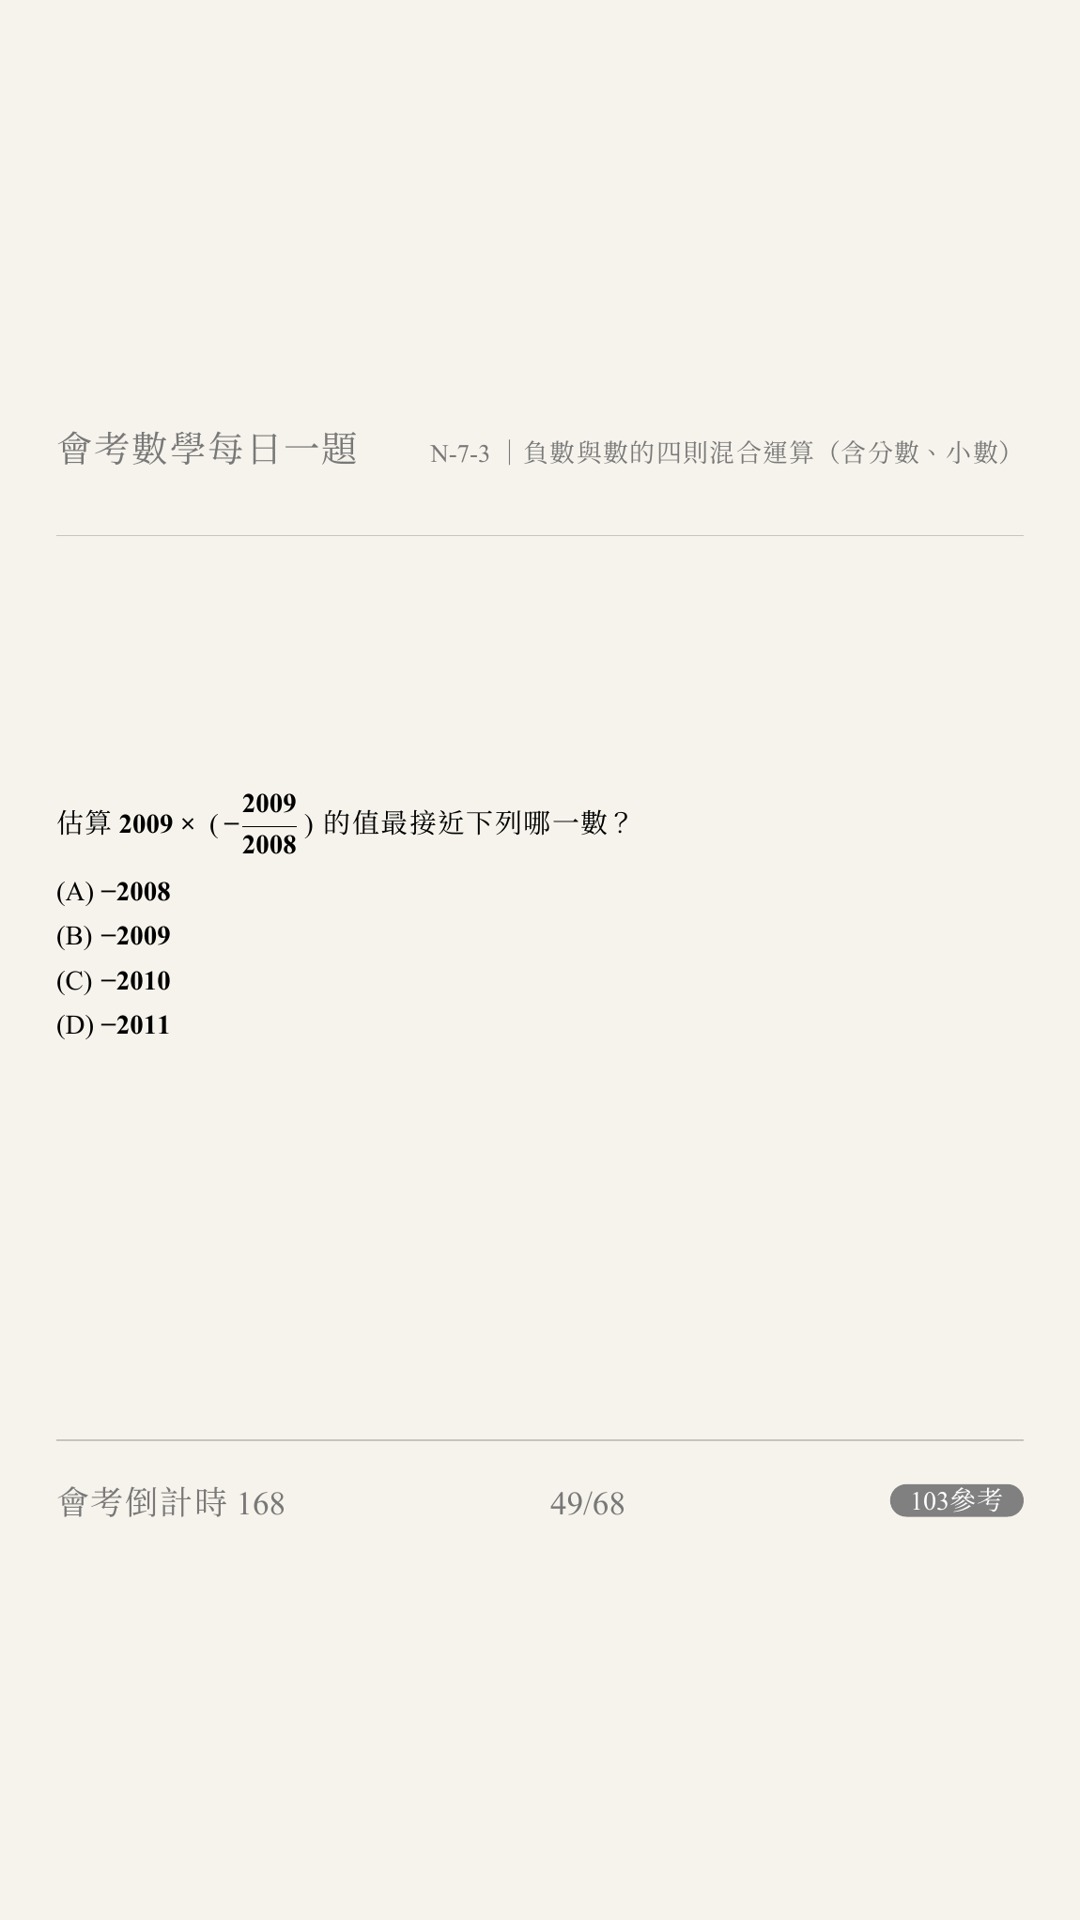 會考數學每日一題 N-7-3｜負數與數的四則混合運算（含分數、小數）
估算 2009 × (−2009/2008) 的值最接近下列哪一數？
(A) −2008
(B) −2009
(C) −2010
(D) −2011
會考倒計時 168 49/68 103參考